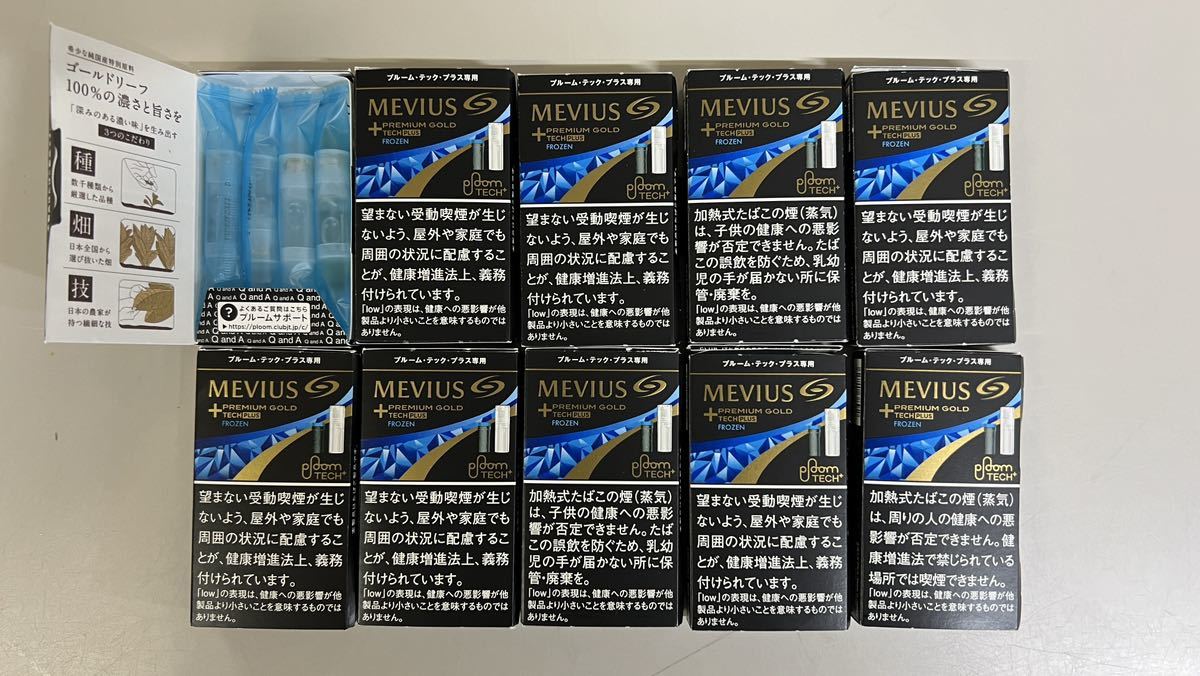 希少な純国産特別原料
ゴールドリーフ
100%の濃さと旨さを
「深みのある濃い味」を生み出す
3つのこだわり
種
数千種類から
厳選した品種
畑
日本全国から
選び抜いた畑
技
日本の農家が
持つ繊細な技
Q and A Q and A Q and A
?
よくあるご質問はこちら
プルームサポート
▶https://ploom.clubjt.jp/c/
プルーム・テック・プラス専用
MEVIUS
+PREMIUM GOLD
TECH PLUS
FROZEN
ploom
TECH+
望まない受動喫煙が生じ
ないよう、屋外や家庭でも
周囲の状況に配慮するこ
とが、健康増進法上、義務
付けられています。
「low」の表現は、健康への悪影響が他
製品より小さいことを意味するものでは
ありません。
プルーム・テック・プラス専用
MEVIUS
+PREMIUM GOLD
TECH PLUS
FROZEN
ploom
TECH+
望まない受動喫煙が生じ
ないよう、屋外や家庭でも
周囲の状況に配慮するこ
とが、健康増進法上、義務
付けられています。
「low」の表現は、健康への悪影響が他
製品より小さいことを意味するものでは
ありません。
プルーム・テック・プラス専用
MEVIUS
+PREMIUM GOLD
TECH PLUS
FROZEN
ploom
TECH+
加熱式たばこの煙（蒸気）
は、子供の健康への悪影
響が否定できません。たば
この誤飲を防ぐため、乳幼
児の手が届かない所に保
管・廃棄を。
「low」の表現は、健康への悪影響が他
製品より小さいことを意味するものでは
ありません。
プルーム・テック・プラス専用
MEVIUS
+PREMIUM GOLD
TECH PLUS
FROZEN
ploom
TECH+
望まない受動喫煙が生じ
ないよう、屋外や家庭でも
周囲の状況に配慮するこ
とが、健康増進法上、義務
付けられています。
「low」の表現は、健康への悪影響が他
製品より小さいことを意味するものでは
ありません。
プルーム・テック・プラス専用
MEVIUS
+PREMIUM GOLD
TECH PLUS
FROZEN
ploom
TECH+
望まない受動喫煙が生じ
ないよう、屋外や家庭でも
周囲の状況に配慮するこ
とが、健康増進法上、義務
付けられています。
「low」の表現は、健康への悪影響が他
製品より小さいことを意味するものでは
ありません。
プルーム・テック・プラス専用
MEVIUS
+PREMIUM GOLD
TECH PLUS
FROZEN
ploom
TECH+
望まない受動喫煙が生じ
ないよう、屋外や家庭でも
周囲の状況に配慮するこ
とが、健康増進法上、義務
付けられています。
「low」の表現は、健康への悪影響が他
製品より小さいことを意味するものでは
ありません。
プルーム・テック・プラス専用
MEVIUS
+PREMIUM GOLD
TECH PLUS
FROZEN
ploom
TECH+
加熱式たばこの煙（蒸気）
は、子供の健康への悪影
響が否定できません。たば
この誤飲を防ぐため、乳幼
児の手が届かない所に保
管・廃棄を。
「low」の表現は、健康への悪影響が他
製品より小さいことを意味するものでは
ありません。
プルーム・テック・プラス専用
MEVIUS
+PREMIUM GOLD
TECH PLUS
FROZEN
ploom
TECH+
望まない受動喫煙が生じ
ないよう、屋外や家庭でも
周囲の状況に配慮するこ
とが、健康増進法上、義務
付けられています。
「low」の表現は、健康への悪影響が他
製品より小さいことを意味するものでは
ありません。
プルーム・テック・プラス専用
MEVIUS
+PREMIUM GOLD
TECH PLUS
FROZEN
ploom
TECH+
加熱式たばこの煙（蒸気）
は、周りの人の健康への悪
影響が否定できません。健
康増進法で禁じられている
場所では喫煙できません。
「low」の表現は、健康への悪影響が他
製品より小さいことを意味するものでは
ありません。